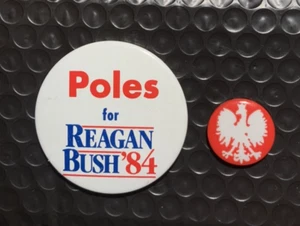 Poles
for
REAGAN
BUSH '84